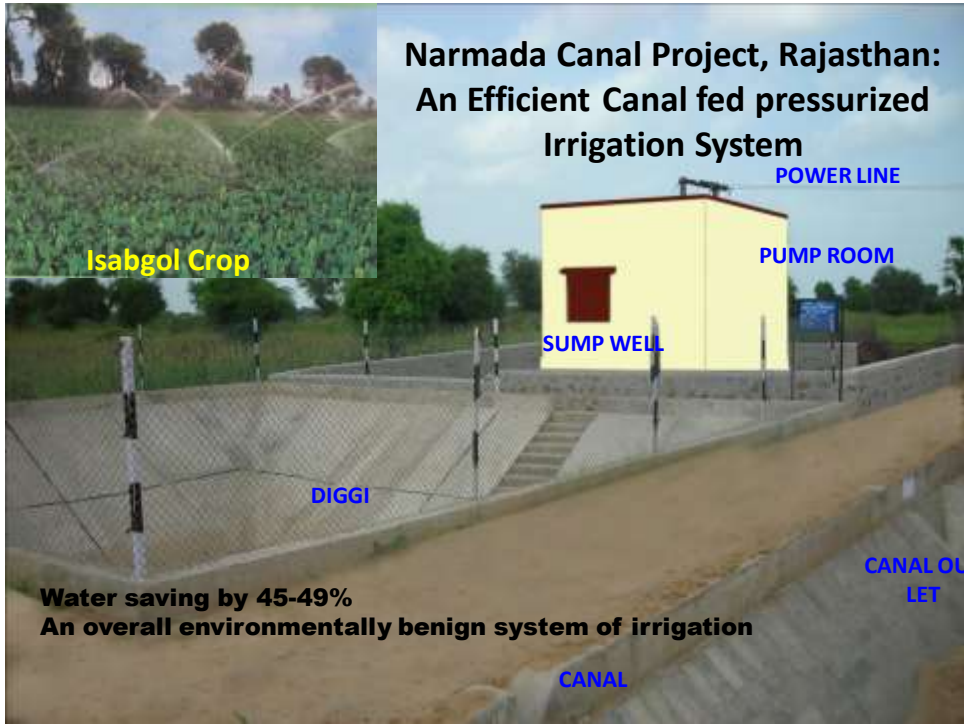 Narmada Canal Project, Rajasthan:
An Efficient Canal fed pressurized
Irrigation System
POWER LINE
Isabgol Crop
PUMP ROOM
SUMP WELL
DIGGI
CANAL OU
LET
Water saving by 45-49%
An overall environmentally benign system of irrigation
CANAL